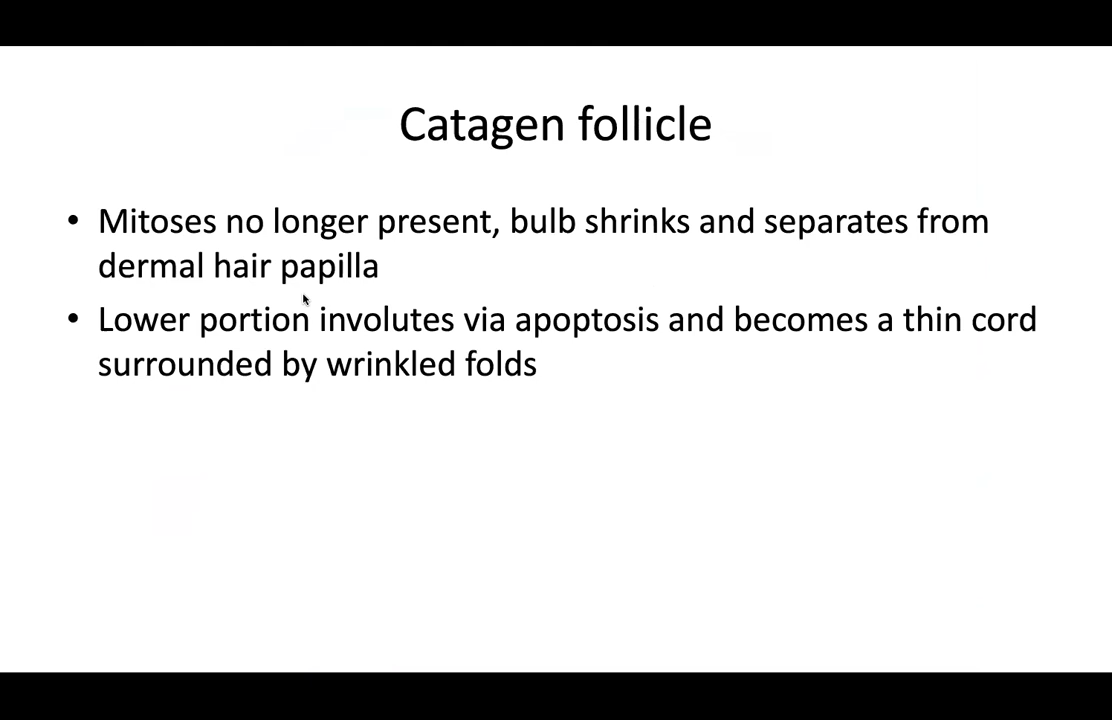 Catagen follicle
• Mitoses no longer present, bulb shrinks and separates from
dermal hair papilla
• Lower portion involutes via apoptosis and becomes a thin cord
surrounded by wrinkled folds